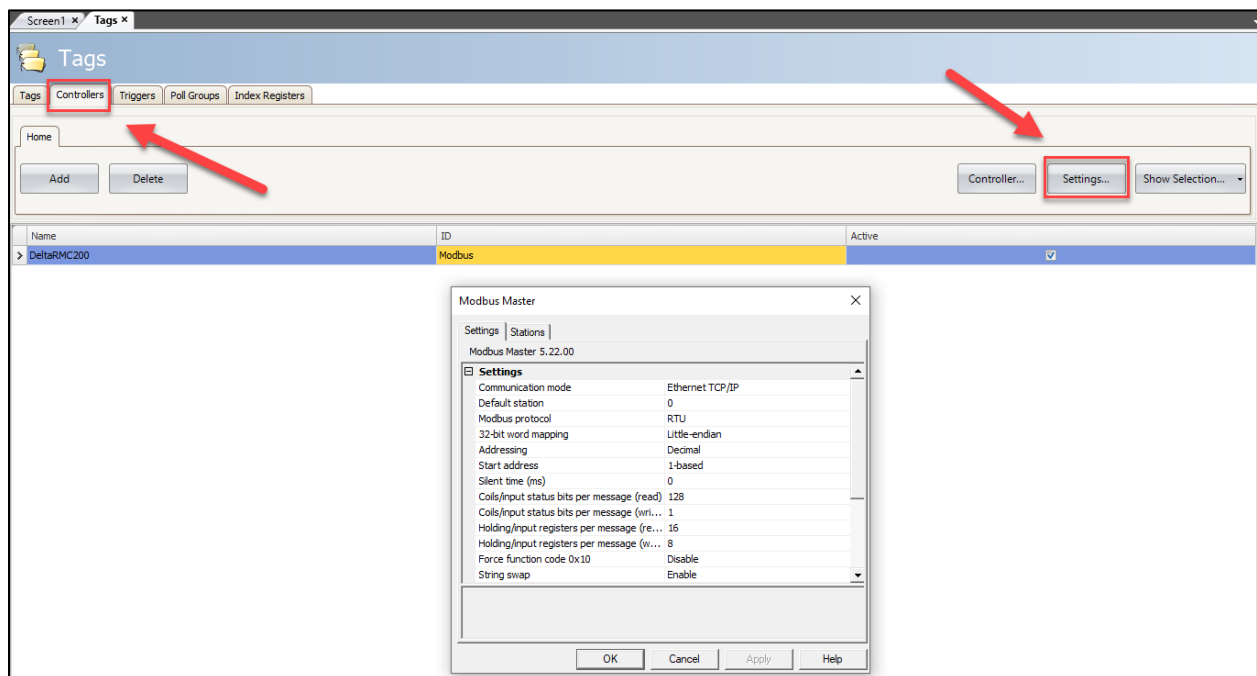 Screen1 × Tags ×
Tags
Tags Controllers Triggers Poll Groups Index Registers
Home
Add Delete Controller... Settings... Show Selection...
Name ID Active
DeltaRMC200 Modbus
Modbus Master
Settings Stations
Modbus Master 5.22.00
Settings
Communication mode Ethernet TCP/IP
Default station 0
Modbus protocol RTU
32-bit word mapping Little-endian
Addressing Decimal
Start address 1-based
Silent time (ms) 0
Coils/input status bits per message (read) 128
Coils/input status bits per message (wri... 1
Holding/input registers per message (re... 16
Holding/input registers per message (w... 8
Force function code 0x10 Disable
String swap Enable
OK Cancel Apply Help